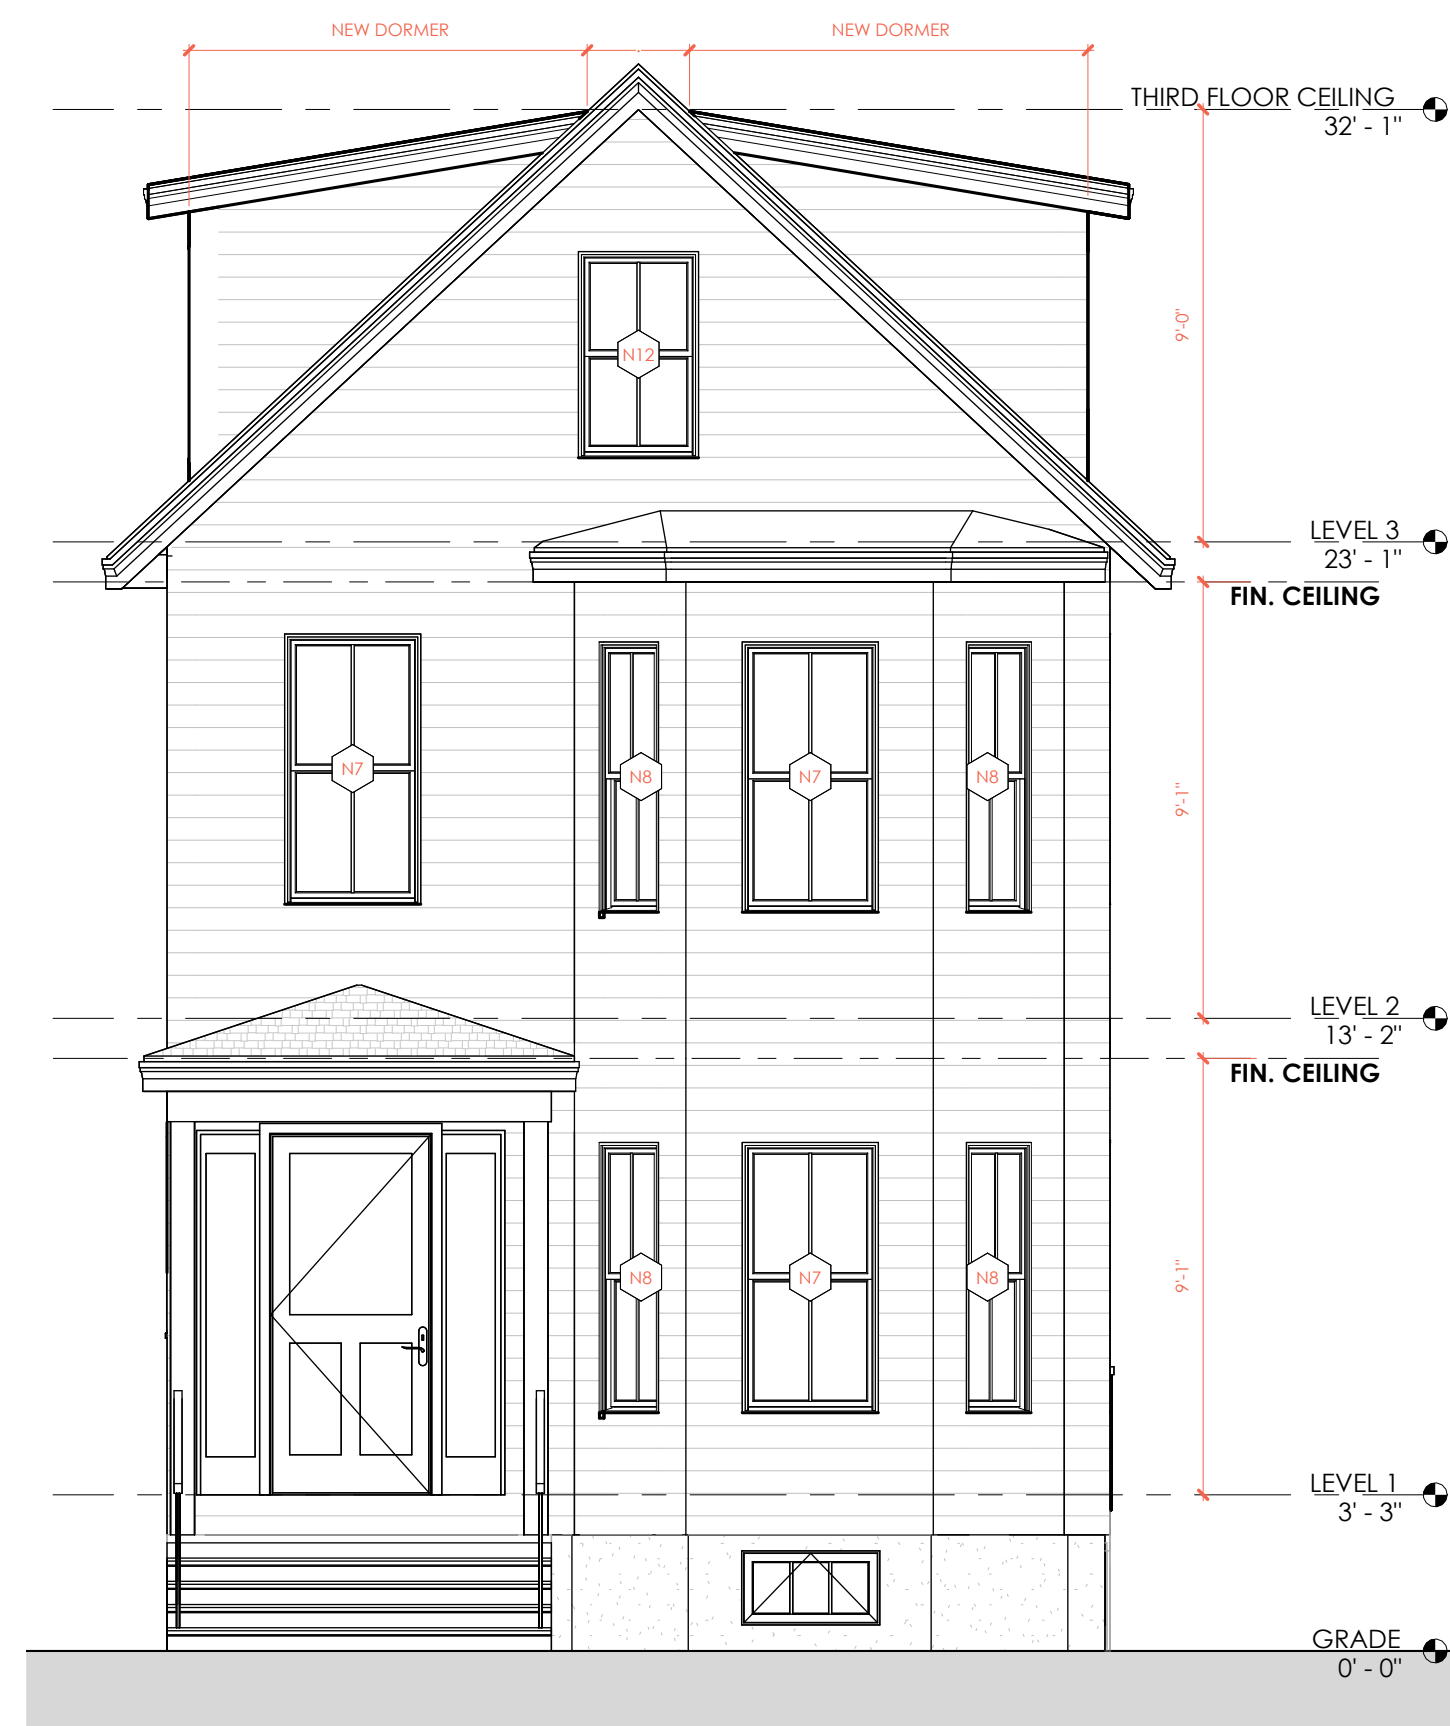 NEW DORMER
NEW DORMER
THIRD FLOOR CEILING
32' - 1"
9'-0"
N12
LEVEL 3
23' - 1"
FIN. CEILING
N7
N8
N7
N8
9'-1"
LEVEL 2
13' - 2"
FIN. CEILING
N8
N7
N8
9'-1"
LEVEL 1
3' - 3"
GRADE
0' - 0"